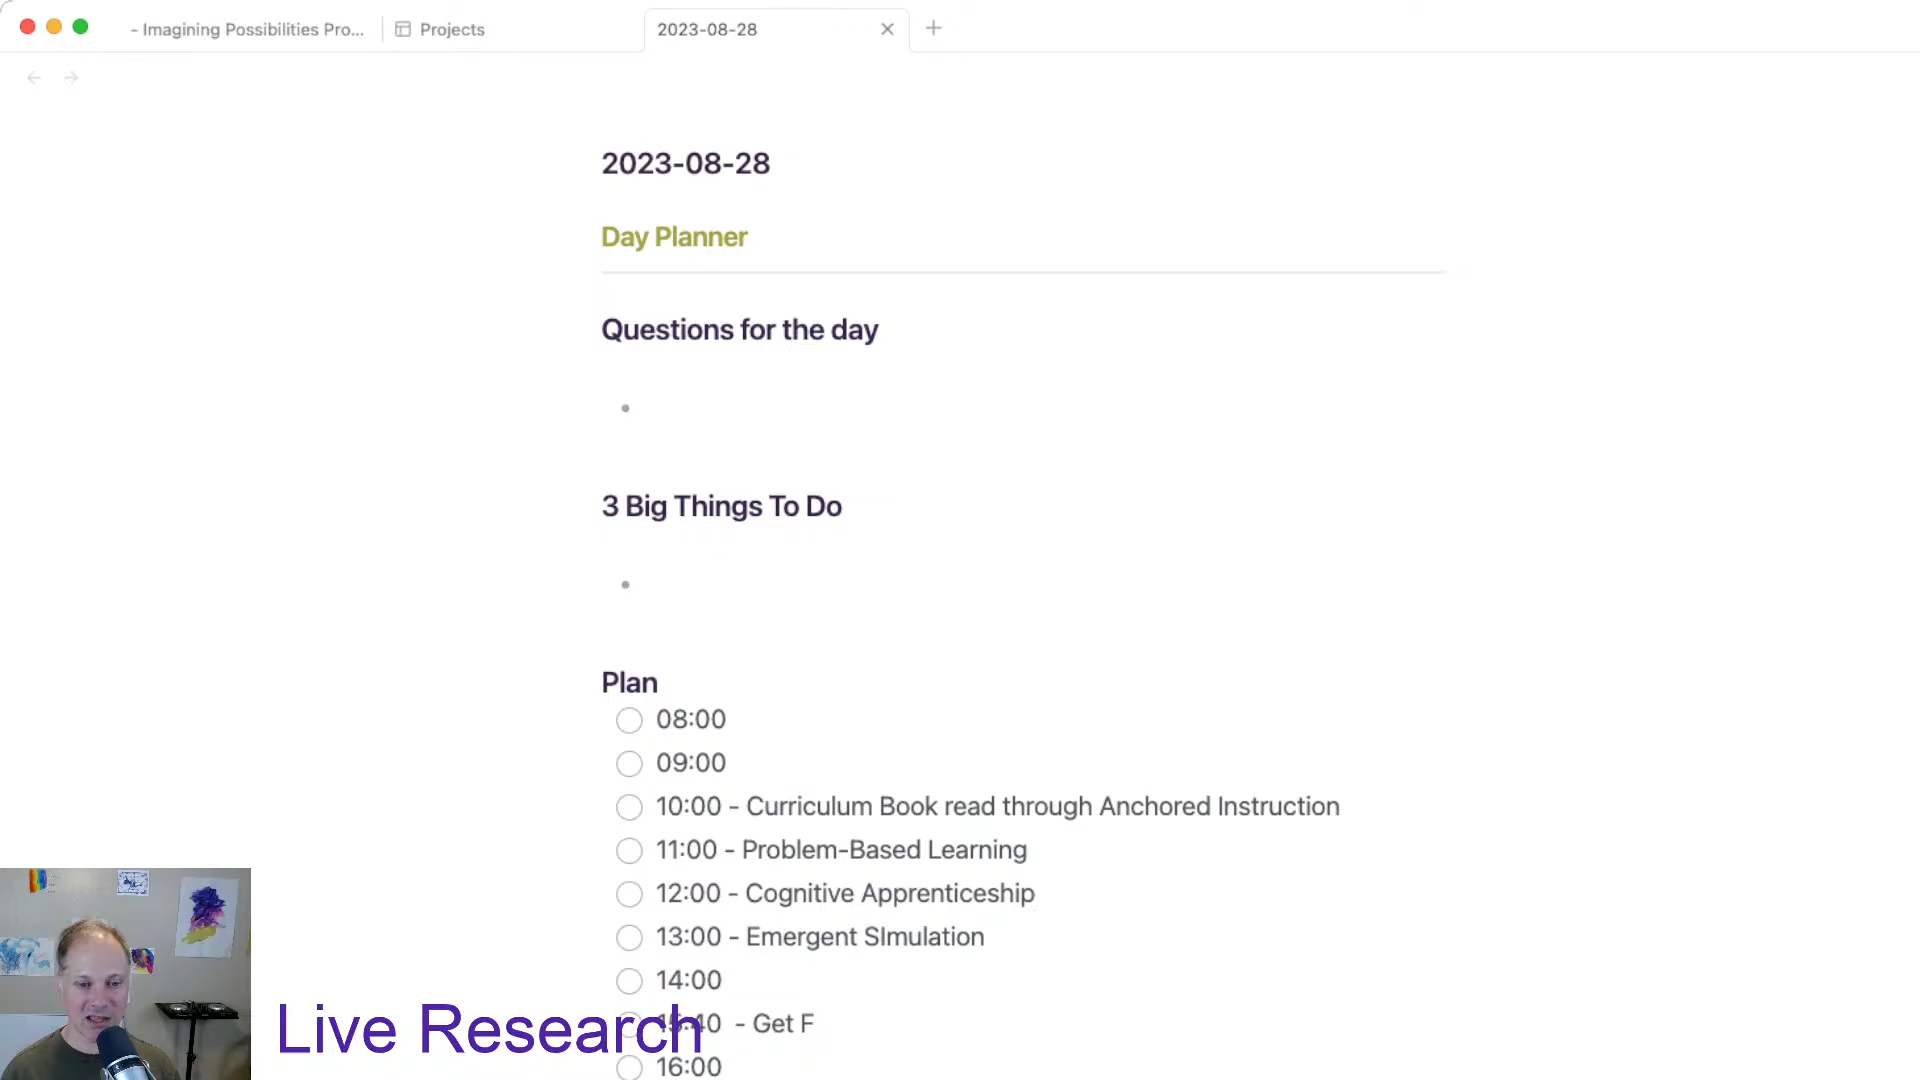 - Imagining Possibilities Pro...
Projects
2023-08-28
2023-08-28
Day Planner
Questions for the day
3 Big Things To Do
Plan
08:00
09:00
10:00 - Curriculum Book read through Anchored Instruction
11:00 - Problem-Based Learning
12:00 - Cognitive Apprenticeship
13:00 - Emergent SImulation
14:00
15:40 - Get F
16:00
Live Research